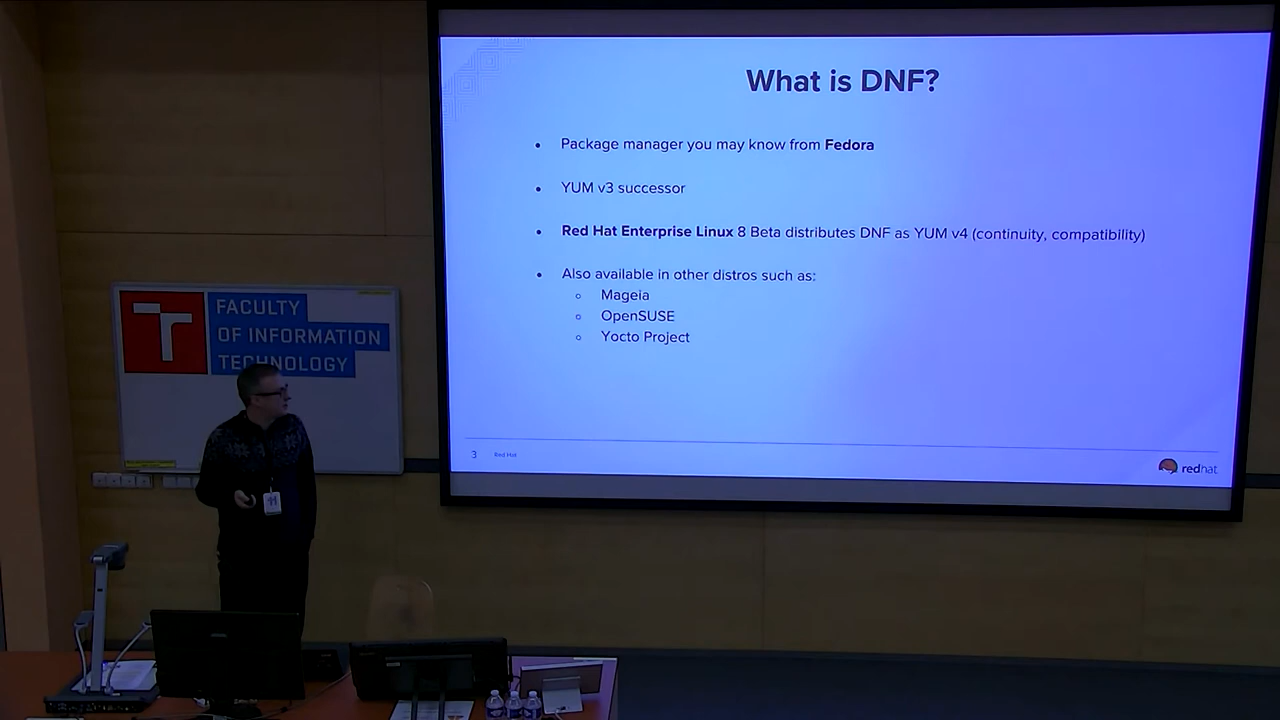 What is DNF?
Package manager you may know from Fedora
YUM v3 successor
Red Hat Enterprise Linux 8 Beta distributes DNF as YUM v4 (continuity, compatibility)
Also available in other distros such as:
Mageia
OpenSUSE
Yocto Project
3
Red Hat
redhat
FACULTY
OF INFORMATION
TECHNOLOGY